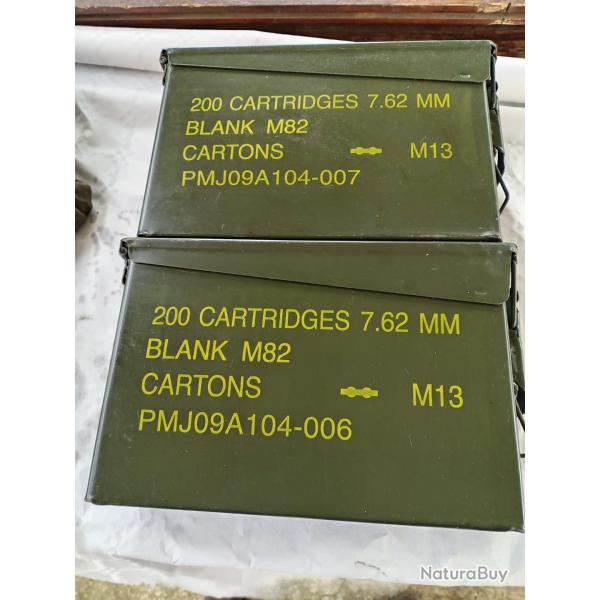 200 CARTRIDGES 7.62 MM
BLANK M82
CARTONS M13
PMJ09A104-007
200 CARTRIDGES 7.62 MM
BLANK M82
CARTONS M13
PMJ09A104-006
NaturaBuy